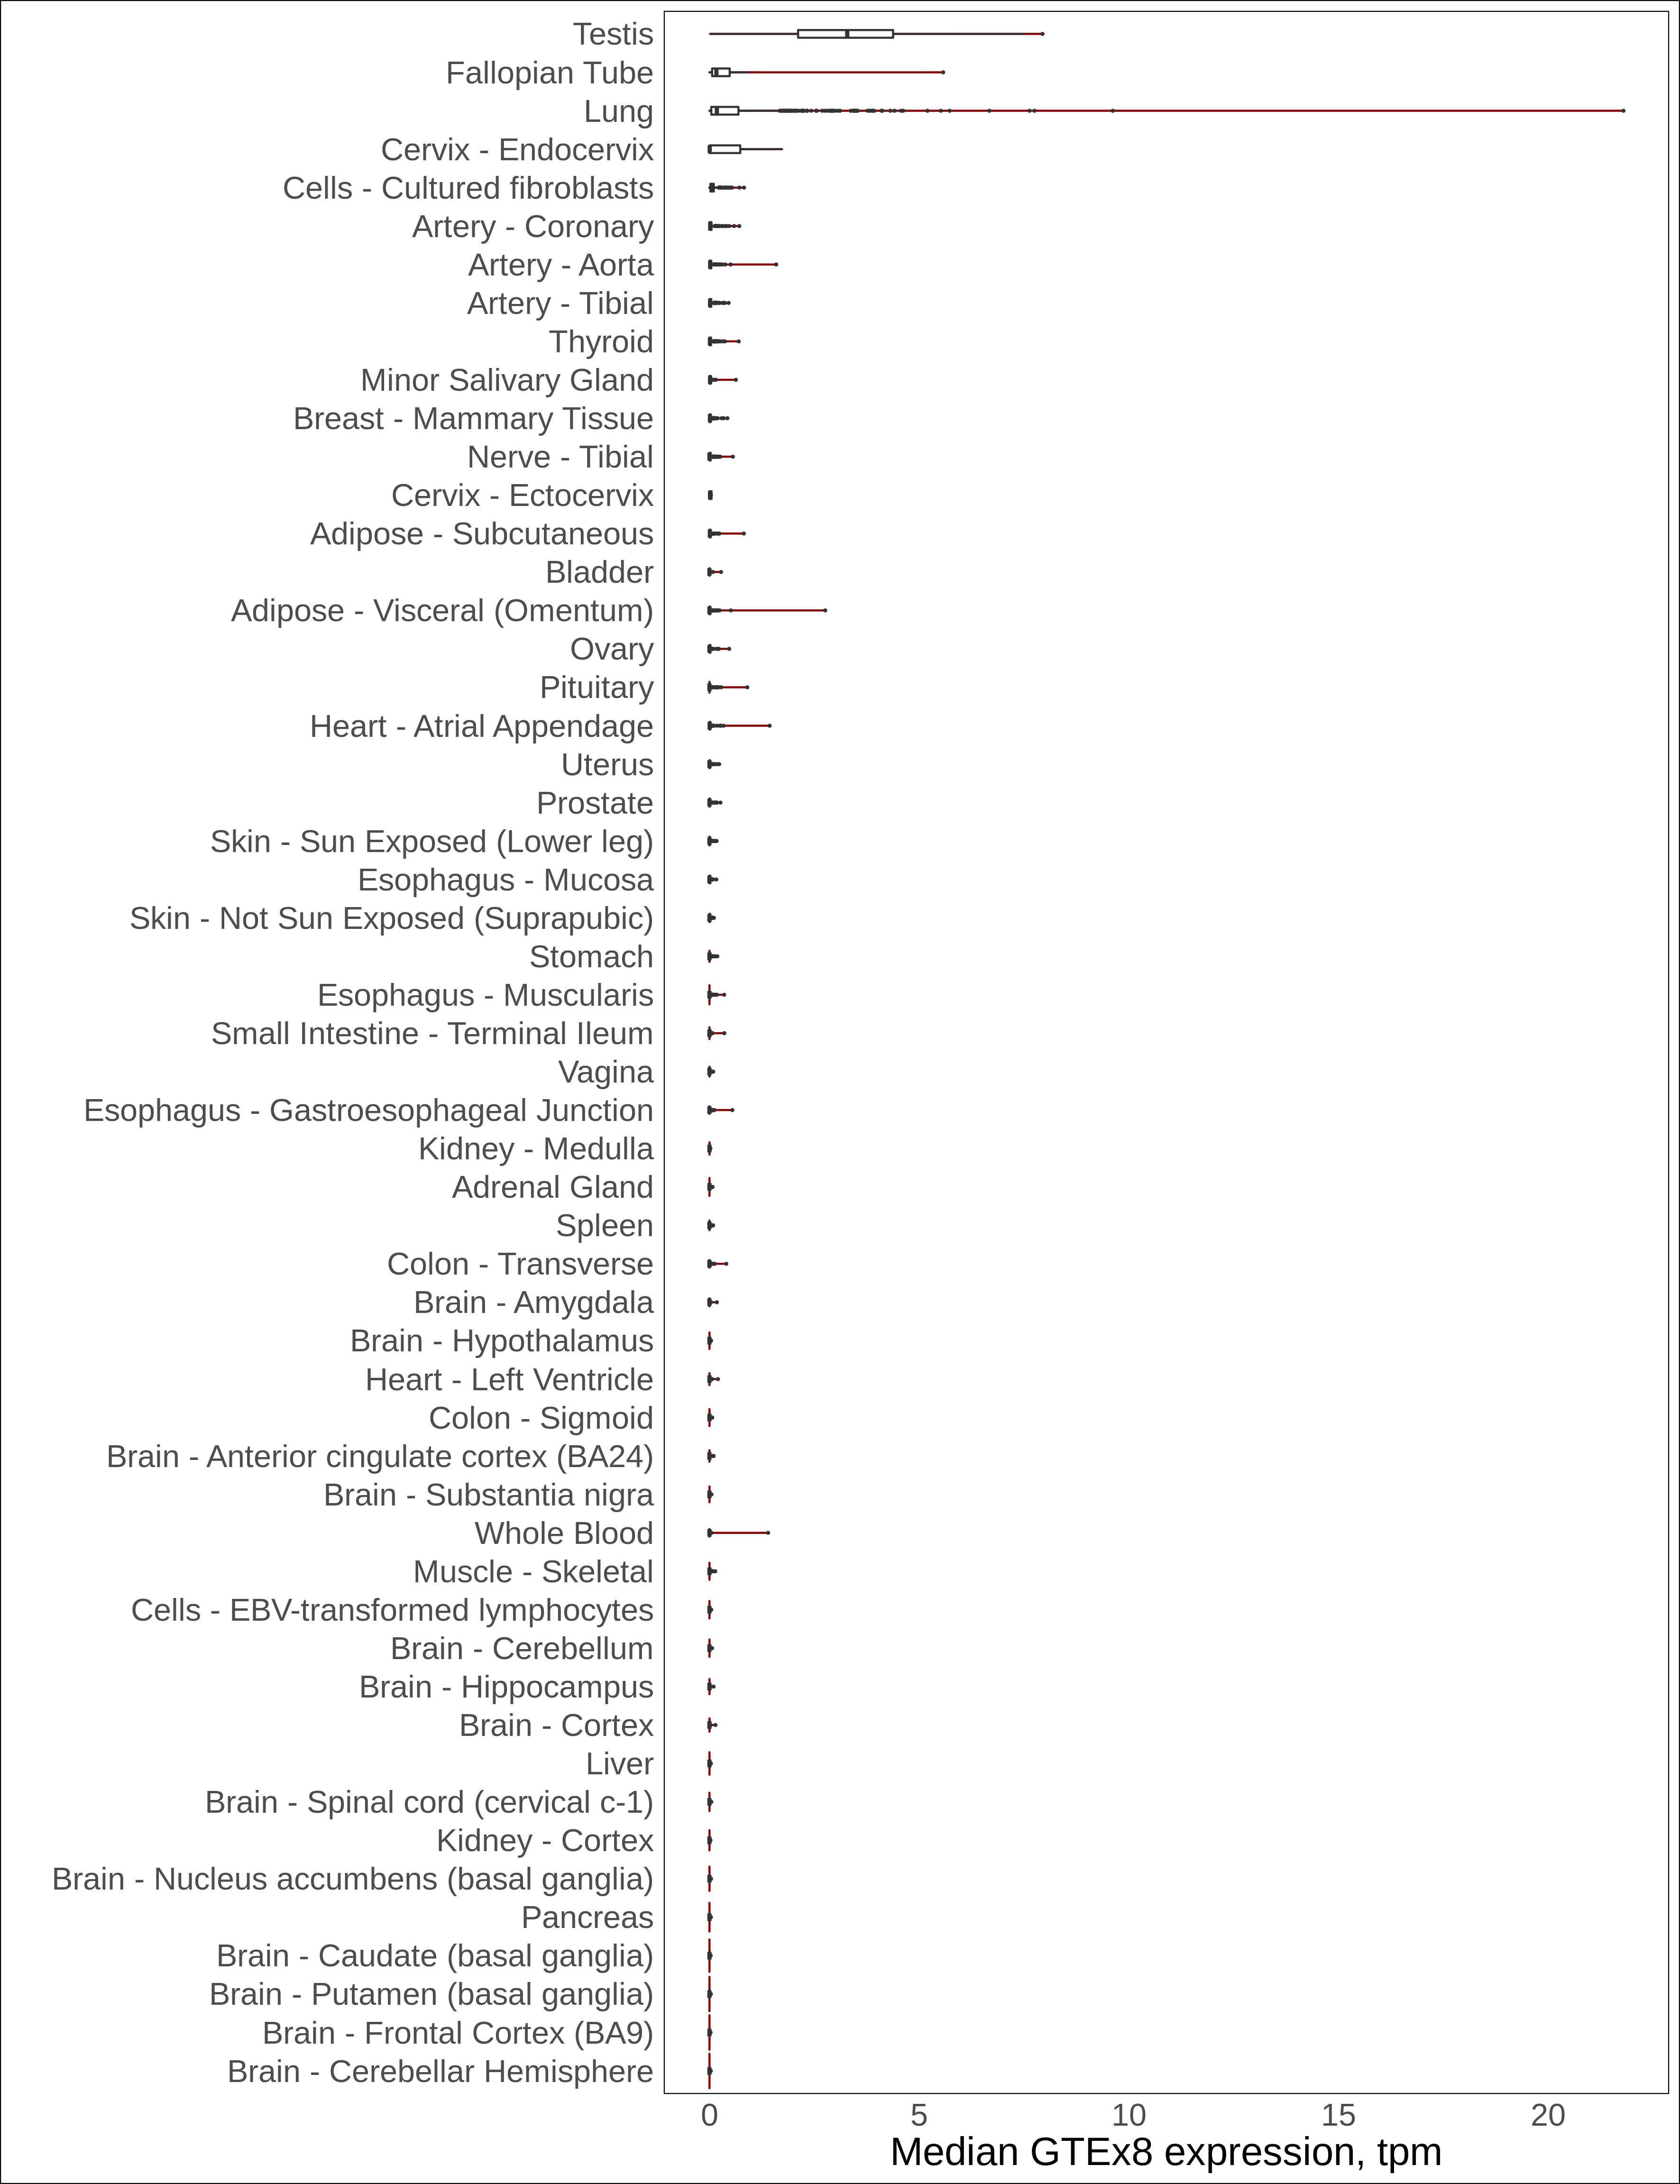 Testis
Fallopian Tube
Lung
Cervix - Endocervix
Cells - Cultured fibroblasts
Artery - Coronary
Artery - Aorta
Artery - Tibial
Thyroid
Minor Salivary Gland
Breast - Mammary Tissue
Nerve - Tibial
Cervix - Ectocervix
Adipose - Subcutaneous
Bladder
Adipose - Visceral (Omentum)
Ovary
Pituitary
Heart - Atrial Appendage
Uterus
Prostate
Skin - Sun Exposed (Lower leg)
Esophagus - Mucosa
Skin - Not Sun Exposed (Suprapubic)
Stomach
Esophagus - Muscularis
Small Intestine - Terminal Ileum
Vagina
Esophagus - Gastroesophageal Junction
Kidney - Medulla
Adrenal Gland
Spleen
Colon - Transverse
Brain - Amygdala
Brain - Hypothalamus
Heart - Left Ventricle
Colon - Sigmoid
Brain - Anterior cingulate cortex (BA24)
Brain - Substantia nigra
Whole Blood
Muscle - Skeletal
Cells - EBV-transformed lymphocytes
Brain - Cerebellum
Brain - Hippocampus
Brain - Cortex
Liver
Brain - Spinal cord (cervical c-1)
Kidney - Cortex
Brain - Nucleus accumbens (basal ganglia)
Pancreas
Brain - Caudate (basal ganglia)
Brain - Putamen (basal ganglia)
Brain - Frontal Cortex (BA9)
Brain - Cerebellar Hemisphere
0 5 10 15 20
Median GTEx8 expression, tpm